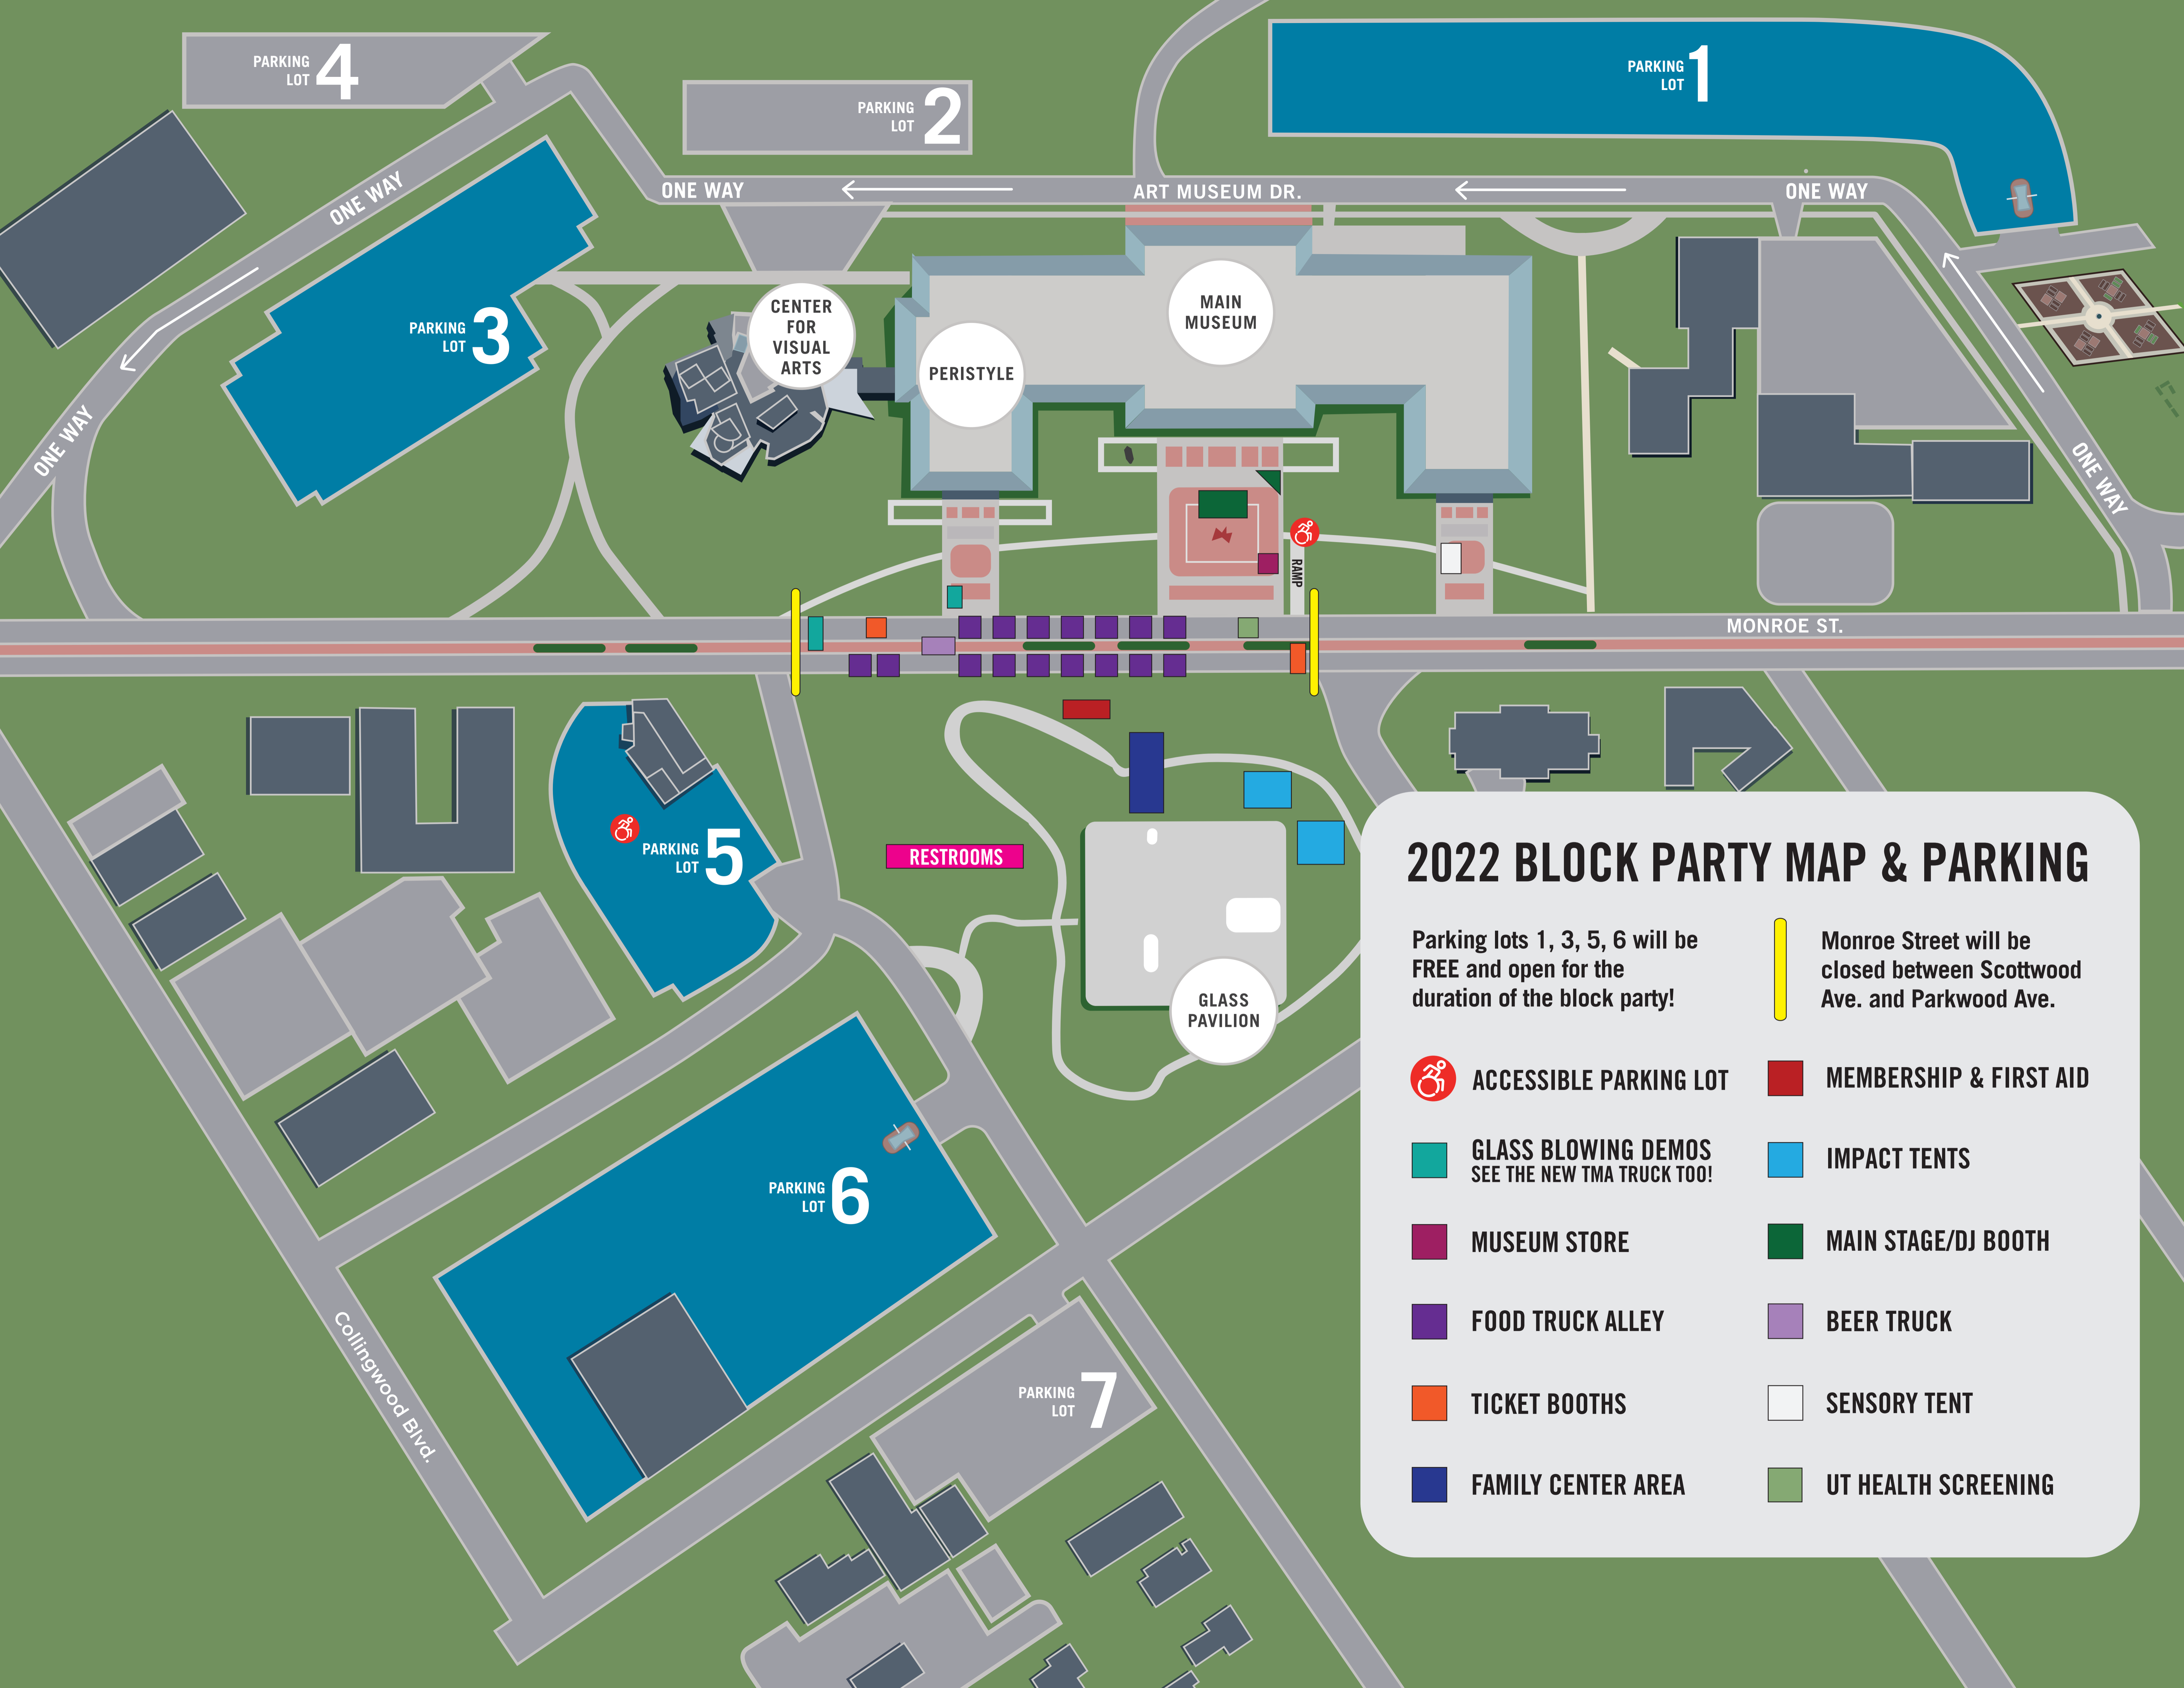 PARKING
LOT 4
PARKING
LOT 2
PARKING
LOT 1
ONE WAY
ONE WAY
ART MUSEUM DR.
ONE WAY
PARKING
LOT 3
ONE WAY
CENTER
FOR
VISUAL
ARTS
PERISTYLE
MAIN
MUSEUM
ONE WAY
RAMP
MONROE ST.
PARKING
LOT 5
RESTROOMS
GLASS
PAVILION
PARKING
LOT 6
PARKING
LOT 7
Collingwood Blvd.
2022 BLOCK PARTY MAP & PARKING
Parking lots 1, 3, 5, 6 will be
FREE and open for the
duration of the block party!
Monroe Street will be
closed between Scottwood
Ave. and Parkwood Ave.
ACCESSIBLE PARKING LOT
MEMBERSHIP & FIRST AID
GLASS BLOWING DEMOS
SEE THE NEW TMA TRUCK TOO!
IMPACT TENTS
MUSEUM STORE
MAIN STAGE/DJ BOOTH
FOOD TRUCK ALLEY
BEER TRUCK
TICKET BOOTHS
SENSORY TENT
FAMILY CENTER AREA
UT HEALTH SCREENING